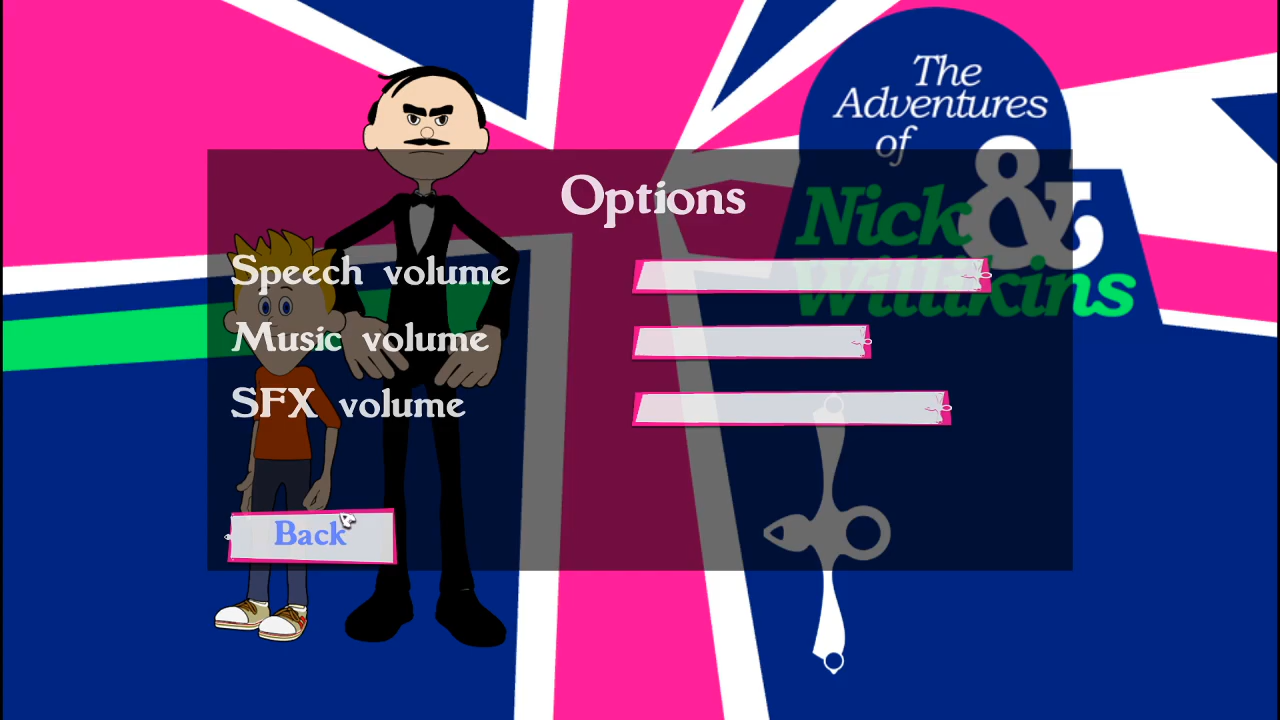 The
Adventures
of
Nick
&
Willikins
Options
Speech volume
Music volume
SFX volume
Back